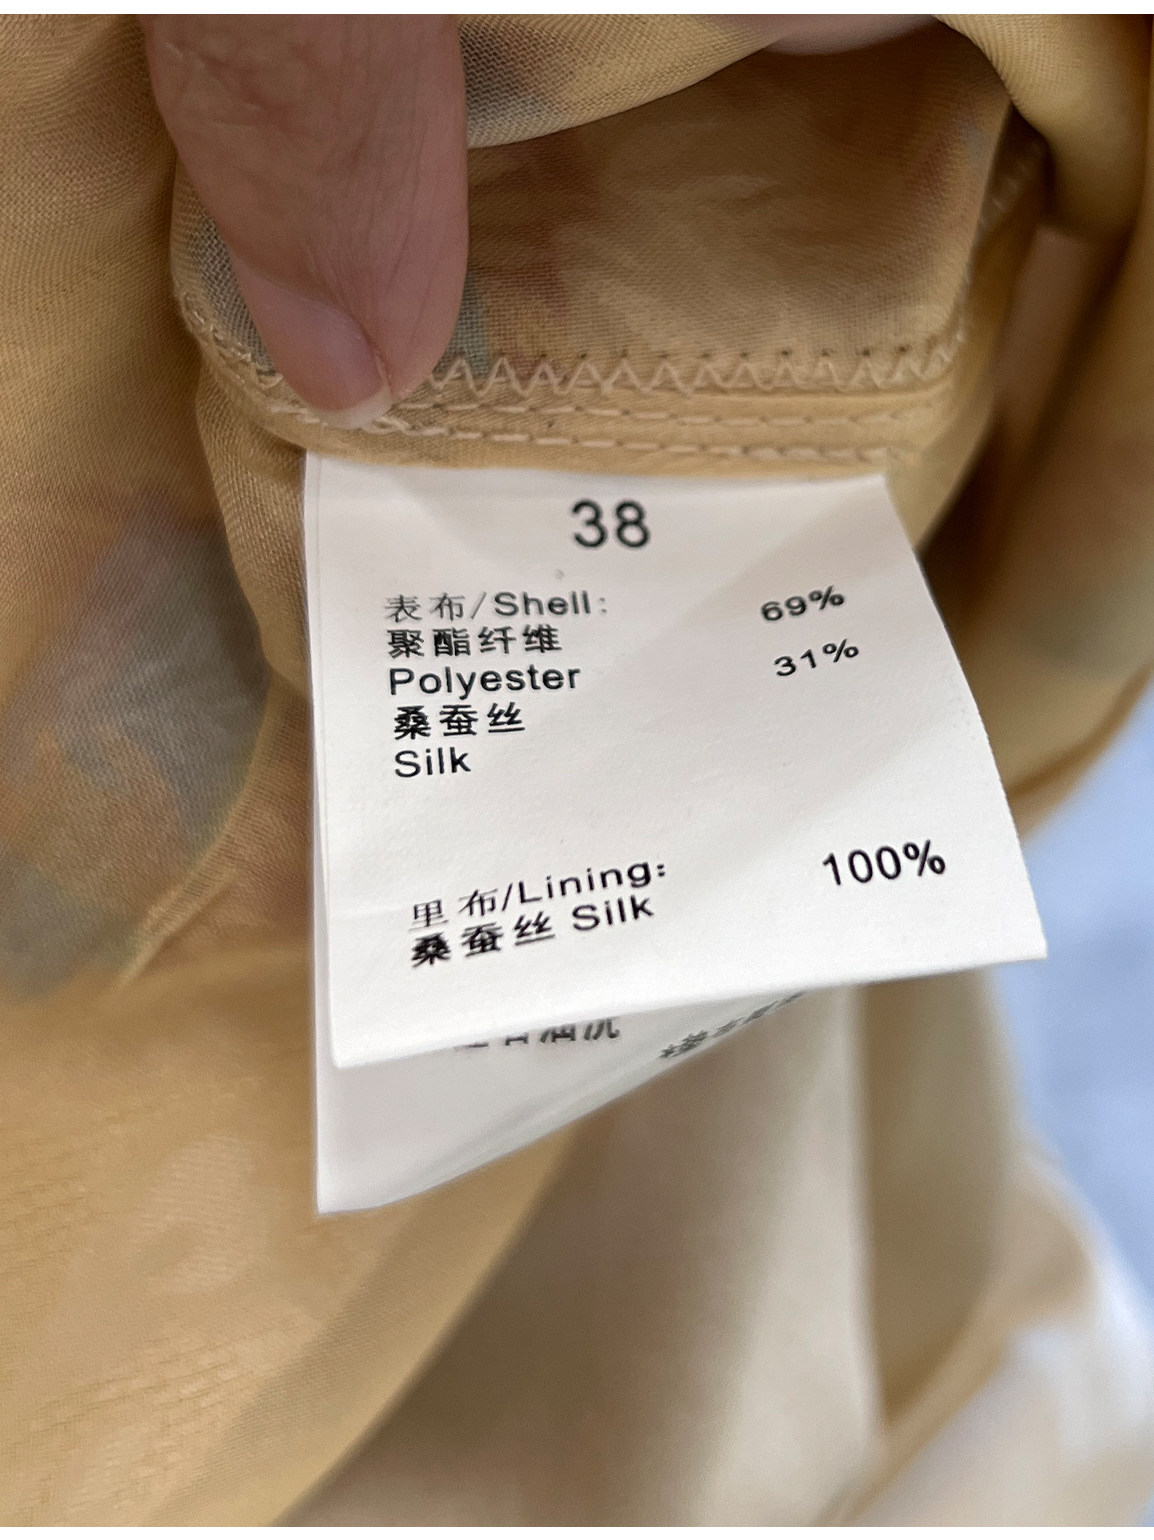 38
表布/Shell: 69%
聚酯纤维 31%
Polyester
桑蚕丝
Silk
里布/Lining: 100%
桑蚕丝 Silk